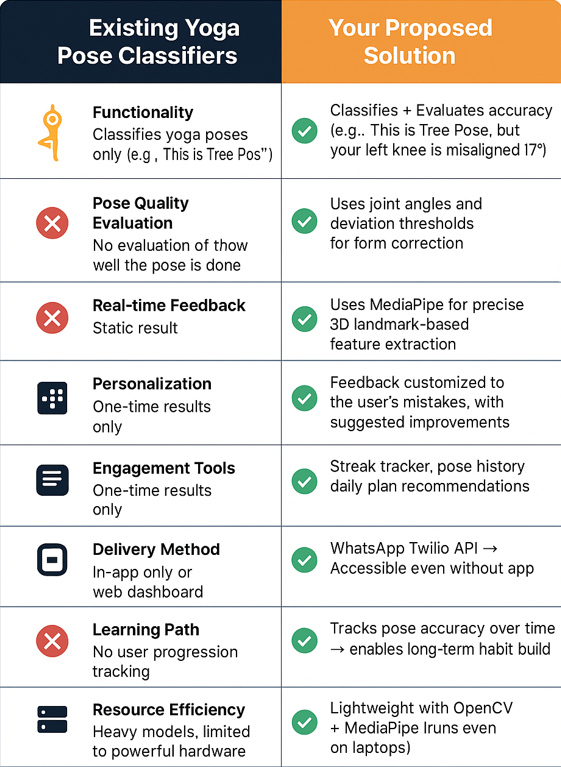 Existing Yoga
Pose Classifiers
Your Proposed
Solution
Functionality
Classifies yoga poses
only (e.g , This is Tree Pos”)
Classifies + Evaluates accuracy
(e.g.. This is Tree Pose, but
your left knee is misaligned 17°)
Pose Quality
Evaluation
No evaluation of thow
well the pose is done
Uses joint angles and
deviation thresholds
for form correction
Real-time Feedback
Static result
Uses MediaPipe for precise
3D landmark-based
feature extraction
Personalization
One-time results
only
Feedback customized to
the user's mistakes, with
suggested improvements
Engagement Tools
One-time results
only
Streak tracker, pose history
daily plan recommendations
Delivery Method
In-app only or
web dashboard
WhatsApp Twilio API →
Accessible even without app
Learning Path
No user progression
tracking
Tracks pose accuracy over time
→ enables long-term habit build
Resource Efficiency
Heavy models, limited
to powerful hardware
Lightweight with OpenCV
+ MediaPipe Iruns even
on laptops)